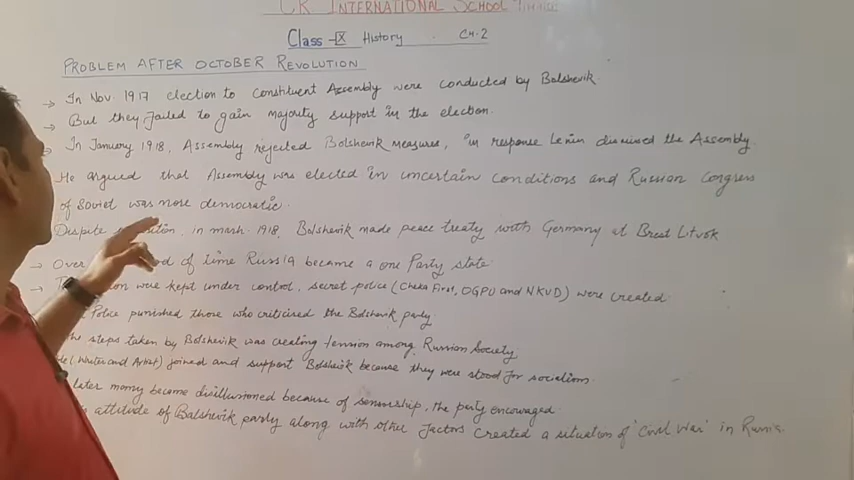 CK INTERNATIONAL SCHOOL
Class - IX History Ch-2
PROBLEM AFTER OCTOBER REVOLUTION
→ In Nov. 1917 election to constituent Assembly were conducted by Bolshevik
→ But they failed to gain majority support in the election.
In January 1918, Assembly rejected Bolshevik measures, in response Lenin dismissed the Assembly.
He argued that Assembly was elected in uncertain conditions and Russian Congress
of Soviet was more democratic.
Despite in march 1918, Bolshevik made peace treaty with Germany at Brest Litvok
→ Over of time Russia became a one Party state
→ were kept under control, secret police (Cheka First, OGPU and NKVD) were created
Police punished those who criticised the Bolshevik party.
steps taken by Bolshevik was creating tension among Russian Society
(Writer and Artist) joined and support Bolshevik because they were stood for socialism.
later many became disillusioned because of sensorship, the party encouraged.
attitude of Bolshevik party along with other factors created a situation of 'Civil War' in Russia.